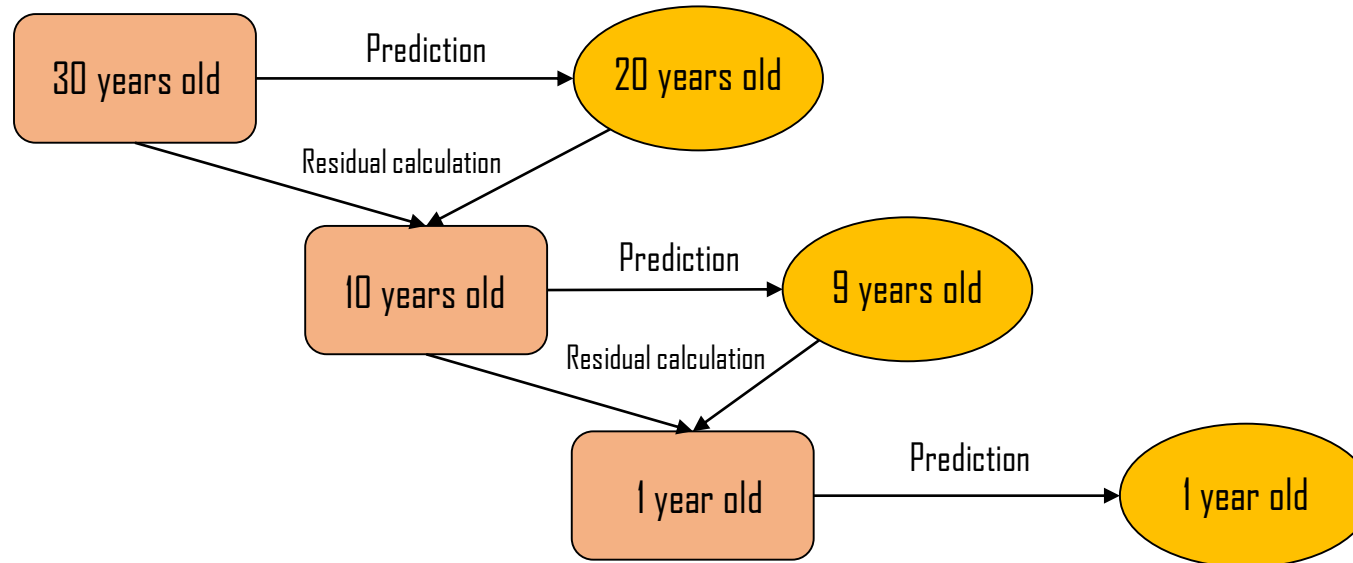 Prediction
30 years old
20 years old
Residual calculation
Prediction
10 years old
9 years old
Residual calculation
Prediction
1 year old
1 year old